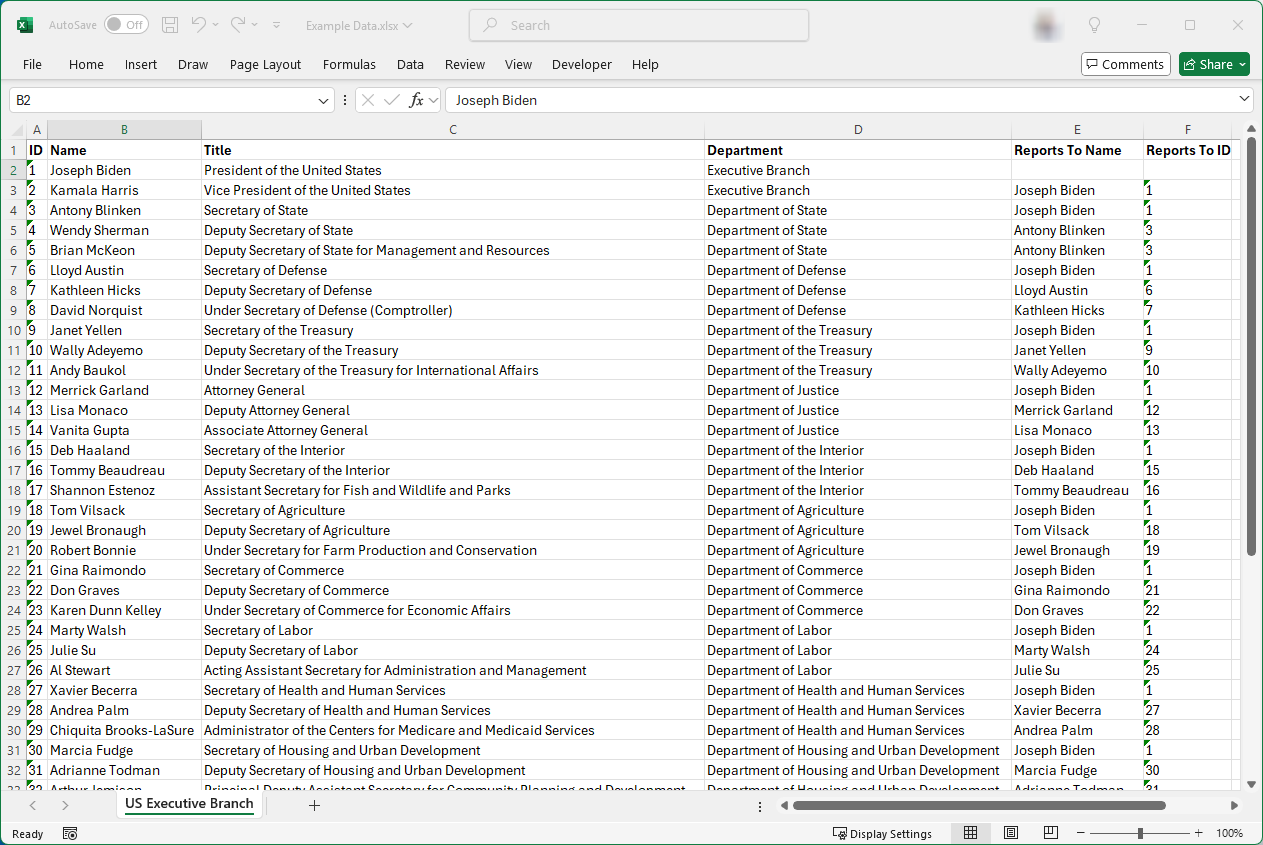 AutoSave Off Example Data.xlsx Search
File Home Insert Draw Page Layout Formulas Data Review View Developer Help Comments Share
B2 fx Joseph Biden
A B C D E F
1 ID Name Title Department Reports To Name Reports To ID
2 1 Joseph Biden President of the United States Executive Branch
3 2 Kamala Harris Vice President of the United States Executive Branch Joseph Biden 1
4 3 Antony Blinken Secretary of State Department of State Joseph Biden 1
5 4 Wendy Sherman Deputy Secretary of State Department of State Antony Blinken 3
6 5 Brian McKeon Deputy Secretary of State for Management and Resources Department of State Antony Blinken 3
7 6 Lloyd Austin Secretary of Defense Department of Defense Joseph Biden 1
8 7 Kathleen Hicks Deputy Secretary of Defense Department of Defense Lloyd Austin 6
9 8 David Norquist Under Secretary of Defense (Comptroller) Department of Defense Kathleen Hicks 7
10 9 Janet Yellen Secretary of the Treasury Department of the Treasury Joseph Biden 1
11 10 Wally Adeyemo Deputy Secretary of the Treasury Department of the Treasury Janet Yellen 9
12 11 Andy Baukol Under Secretary of the Treasury for International Affairs Department of the Treasury Wally Adeyemo 10
13 12 Merrick Garland Attorney General Department of Justice Joseph Biden 1
14 13 Lisa Monaco Deputy Attorney General Department of Justice Merrick Garland 12
15 14 Vanita Gupta Associate Attorney General Department of Justice Lisa Monaco 13
16 15 Deb Haaland Secretary of the Interior Department of the Interior Joseph Biden 1
17 16 Tommy Beaudreau Deputy Secretary of the Interior Department of the Interior Deb Haaland 15
18 17 Shannon Estenoz Assistant Secretary for Fish and Wildlife and Parks Department of the Interior Tommy Beaudreau 16
19 18 Tom Vilsack Secretary of Agriculture Department of Agriculture Joseph Biden 1
20 19 Jewel Bronaugh Deputy Secretary of Agriculture Department of Agriculture Tom Vilsack 18
21 20 Robert Bonnie Under Secretary for Farm Production and Conservation Department of Agriculture Jewel Bronaugh 19
22 21 Gina Raimondo Secretary of Commerce Department of Commerce Joseph Biden 1
23 22 Don Graves Deputy Secretary of Commerce Department of Commerce Gina Raimondo 21
24 23 Karen Dunn Kelley Under Secretary of Commerce for Economic Affairs Department of Commerce Don Graves 22
25 24 Marty Walsh Secretary of Labor Department of Labor Joseph Biden 1
26 25 Julie Su Deputy Secretary of Labor Department of Labor Marty Walsh 24
27 26 Al Stewart Acting Assistant Secretary for Administration and Management Department of Labor Julie Su 25
28 27 Xavier Becerra Secretary of Health and Human Services Department of Health and Human Services Joseph Biden 1
29 28 Andrea Palm Deputy Secretary of Health and Human Services Department of Health and Human Services Xavier Becerra 27
30 29 Chiquita Brooks-LaSure Administrator of the Centers for Medicare and Medicaid Services Department of Health and Human Services Andrea Palm 28
31 30 Marcia Fudge Secretary of Housing and Urban Development Department of Housing and Urban Development Joseph Biden 1
32 31 Adrianne Todman Deputy Secretary of Housing and Urban Development Department of Housing and Urban Development Marcia Fudge 30
33 32 Arthur Jemison Principal Deputy Assistant Secretary for Community Planning and Development Department of Housing and Urban Development Adrianne Todman 31
US Executive Branch
Ready Display Settings 100%